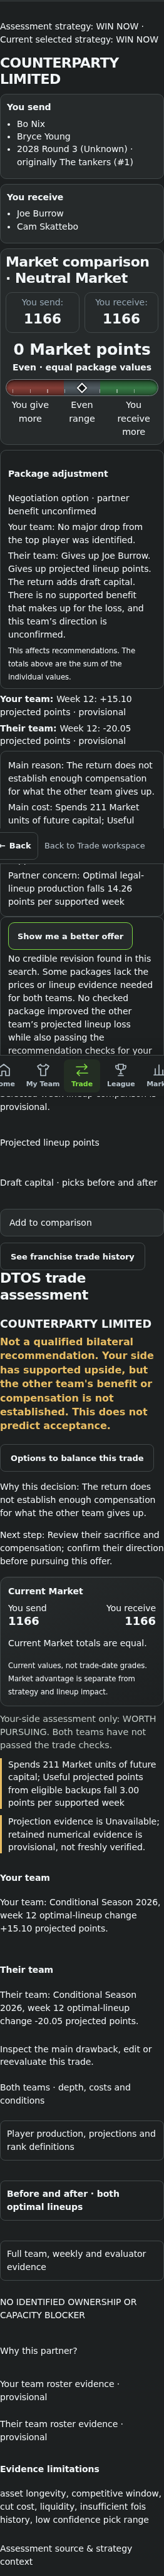 Assessment strategy: WIN NOW ·
Current selected strategy: WIN NOW
COUNTERPARTY
LIMITED
You send
• Bo Nix
• Bryce Young
• 2028 Round 3 (Unknown) ·
originally The tankers (#1)
You receive
• Joe Burrow
• Cam Skattebo
Market comparison
· Neutral Market
You send:
1166
You receive:
1166
0 Market points
Even · equal package values
You give
more
Even
range
You
receive
more
Package adjustment
Negotiation option · partner
benefit unconfirmed
Your team: No major drop from
the top player was identified.
Their team: Gives up Joe Burrow.
Gives up projected lineup points.
The return adds draft capital.
There is no supported benefit
that makes up for the loss, and
this team's direction is
unconfirmed.
This affects recommendations. The
totals above are the sum of the
individual values.
Your team: Week 12: +15.10
projected points · provisional
Their team: Week 12: -20.05
projected points · provisional
Main reason: The return does not
establish enough compensation
for what the other team gives up.
Main cost: Spends 211 Market
units of future capital; Useful
← Back
Back to Trade workspace
Partner concern: Optimal legal-
lineup production falls 14.26
points per supported week
Show me a better offer
No credible revision found in this
search. Some packages lack the
prices or lineup evidence needed
for both teams. No checked
package improved the other
team's projected lineup loss
while also passing the
recommendation checks for your
ome
My Team
Trade
League
Mark
provisional.
Projected lineup points
Draft capital · picks before and after
Add to comparison
See franchise trade history
DTOS trade
assessment
COUNTERPARTY LIMITED
Not a qualified bilateral
recommendation. Your side
has supported upside, but
the other team's benefit or
compensation is not
established. This does not
predict acceptance.
Options to balance this trade
Why this decision: The return does
not establish enough compensation
for what the other team gives up.
Next step: Review their sacrifice and
compensation; confirm their direction
before pursuing this offer.
Current Market
You send
1166
You receive
1166
Current Market totals are equal.
Current values, not trade-date grades.
Market advantage is separate from
strategy and lineup impact.
Your-side assessment only: WORTH
PURSUING. Both teams have not
passed the trade checks.
Spends 211 Market units of future
capital; Useful projected points
from eligible backups fall 3.00
points per supported week
Projection evidence is Unavailable;
retained numerical evidence is
provisional, not freshly verified.
Your team
Your team: Conditional Season 2026,
week 12 optimal-lineup change
+15.10 projected points.
Their team
Their team: Conditional Season
2026, week 12 optimal-lineup
change -20.05 projected points.
Inspect the main drawback, edit or
reevaluate this trade.
Both teams · depth, costs and
conditions
Player production, projections and
rank definitions
Before and after · both
optimal lineups
Full team, weekly and evaluator
evidence
NO IDENTIFIED OWNERSHIP OR
CAPACITY BLOCKER
Why this partner?
Your team roster evidence ·
provisional
Their team roster evidence ·
provisional
Evidence limitations
asset longevity, competitive window,
cut cost, liquidity, insufficient fois
history, low confidence pick range
Assessment source & strategy
context